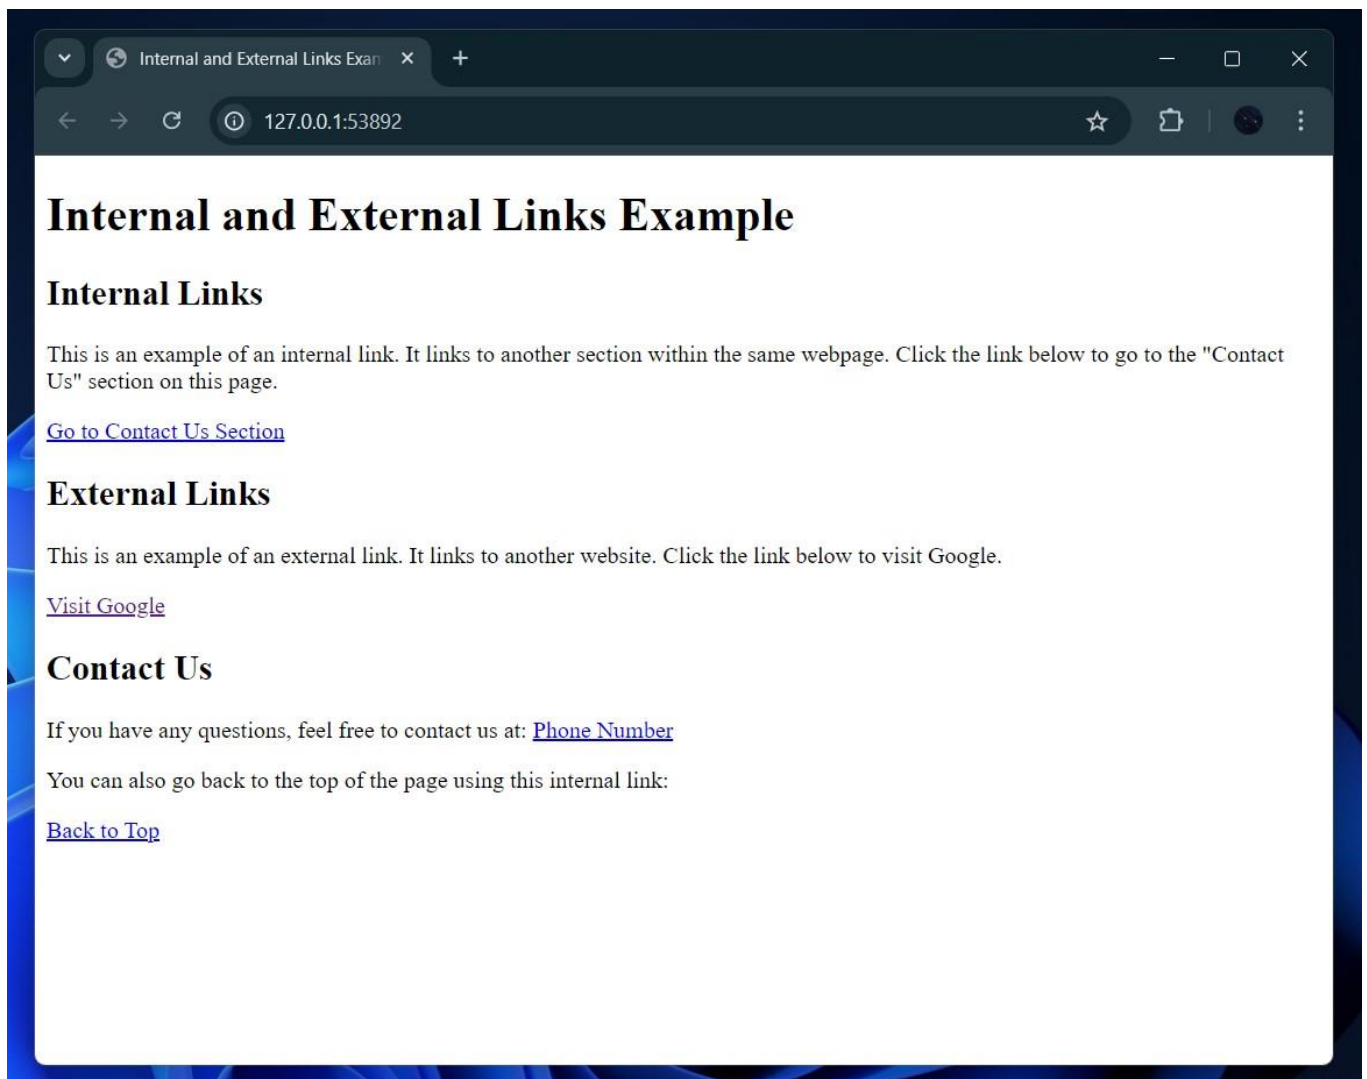 Internal and External Links Exam
127.0.0.1:53892
Internal and External Links Example
Internal Links
This is an example of an internal link. It links to another section within the same webpage. Click the link below to go to the "Contact
Us" section on this page.
Go to Contact Us Section
External Links
This is an example of an external link. It links to another website. Click the link below to visit Google.
Visit Google
Contact Us
If you have any questions, feel free to contact us at: Phone Number
You can also go back to the top of the page using this internal link:
Back to Top